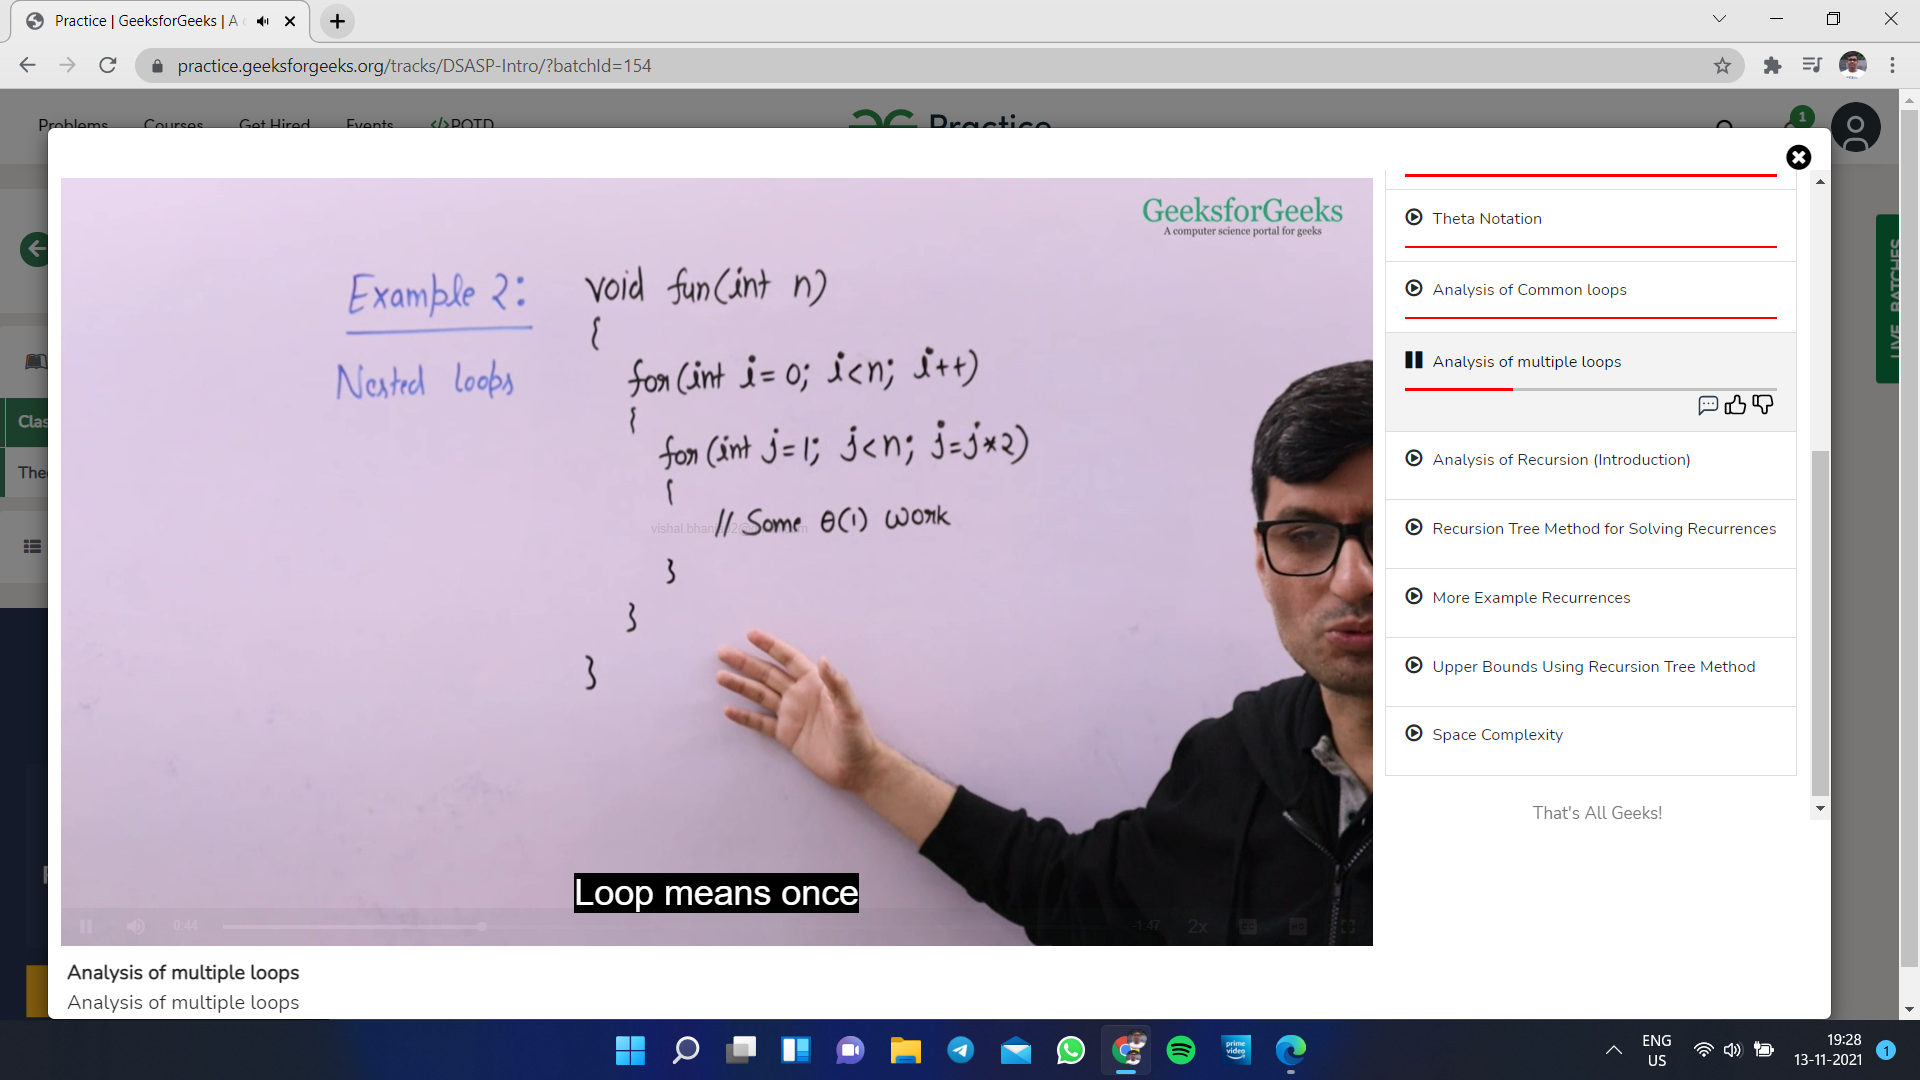 Practice | GeeksforGeeks | A
practice.geeksforgeeks.org/tracks/DSASP-Intro/?batchId=154
Problems Courses Get Hired Events </>POTD Practice
1
GeeksforGeeks
A computer science portal for geeks
Example 2:
Nested loops
void fun(int n)
{
for(int i=0; i<n; i++)
{
for(int j=1; j<n; j=j*2)
{
// Some θ(1) work
}
}
}
Loop means once
0:44
-1:47 2x
Analysis of multiple loops
Analysis of multiple loops
Theta Notation
Analysis of Common loops
Analysis of multiple loops
Analysis of Recursion (Introduction)
Recursion Tree Method for Solving Recurrences
More Example Recurrences
Upper Bounds Using Recursion Tree Method
Space Complexity
That's All Geeks!
LIVE BATCHES
Clas
The
prime video
ENG
US
19:28
13-11-2021
1